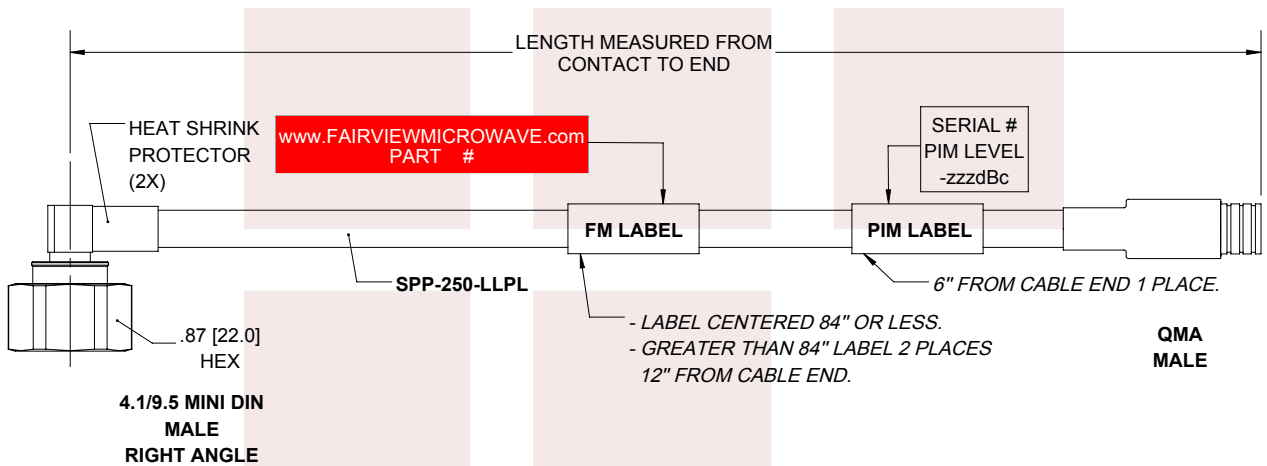 LENGTH MEASURED FROM
CONTACT TO END
HEAT SHRINK
PROTECTOR
(2X)
www.FAIRVIEWMICROWAVE.com
PART #
SERIAL #
PIM LEVEL
-zzzdBc
FM LABEL
PIM LABEL
SPP-250-LLPL
6" FROM CABLE END 1 PLACE.
.87 [22.0]
HEX
- LABEL CENTERED 84" OR LESS.
- GREATER THAN 84" LABEL 2 PLACES
12" FROM CABLE END.
QMA
MALE
4.1/9.5 MINI DIN
MALE
RIGHT ANGLE